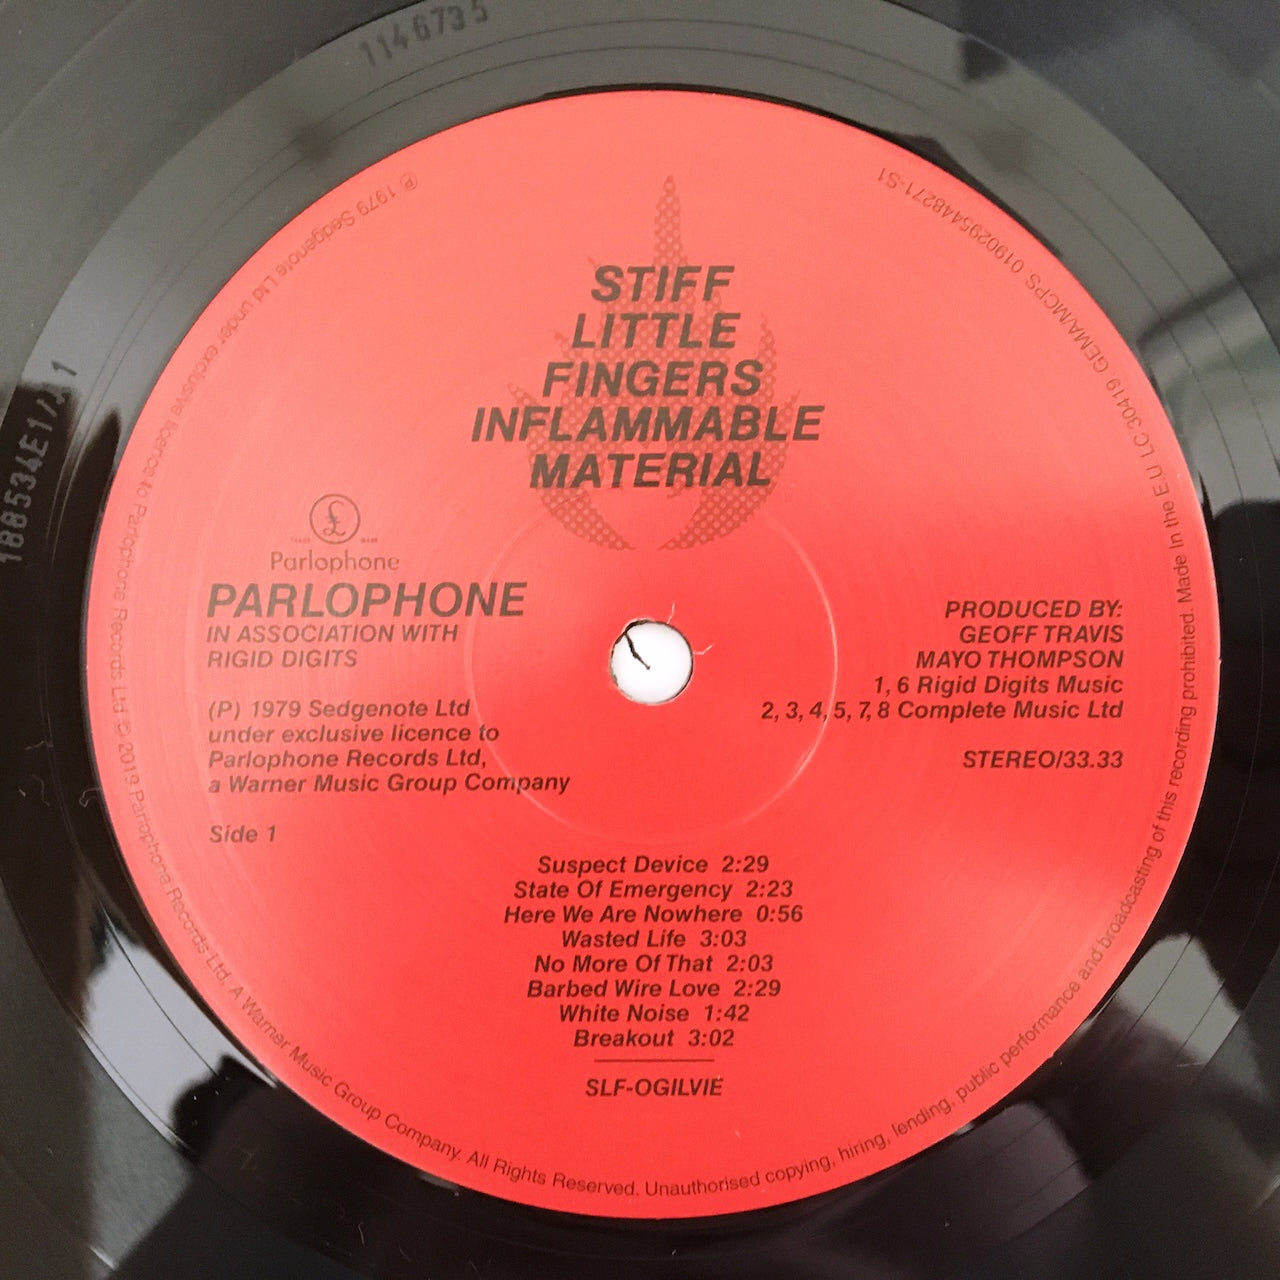 1146735
188534E1/
STIFF
LITTLE
FINGERS
INFLAMMABLE
MATERIAL
£
TRADE MARK
Parlophone
PARLOPHONE
IN ASSOCIATION WITH
RIGID DIGITS
(P) 1979 Sedgenote Ltd
under exclusive licence to
Parlophone Records Ltd,
a Warner Music Group Company
Side 1
PRODUCED BY:
GEOFF TRAVIS
MAYO THOMPSON
1, 6 Rigid Digits Music
2, 3, 4, 5, 7, 8 Complete Music Ltd
STEREO/33.33
Suspect Device 2:29
State Of Emergency 2:23
Here We Are Nowhere 0:56
Wasted Life 3:03
No More Of That 2:03
Barbed Wire Love 2:29
White Noise 1:42
Breakout 3:02
SLF-OGILVIE
℗ 1979 Sedgenote Ltd under exclusive licence to Parlophone Records Ltd © 2019 Parlophone Records Ltd, A Warner Music Group Company. All Rights Reserved. Unauthorised copying, hiring, lending, public performance and broadcasting of this recording prohibited. Made In the E.U LC 30419. GEMA/MCPS. 0190295448271-S1